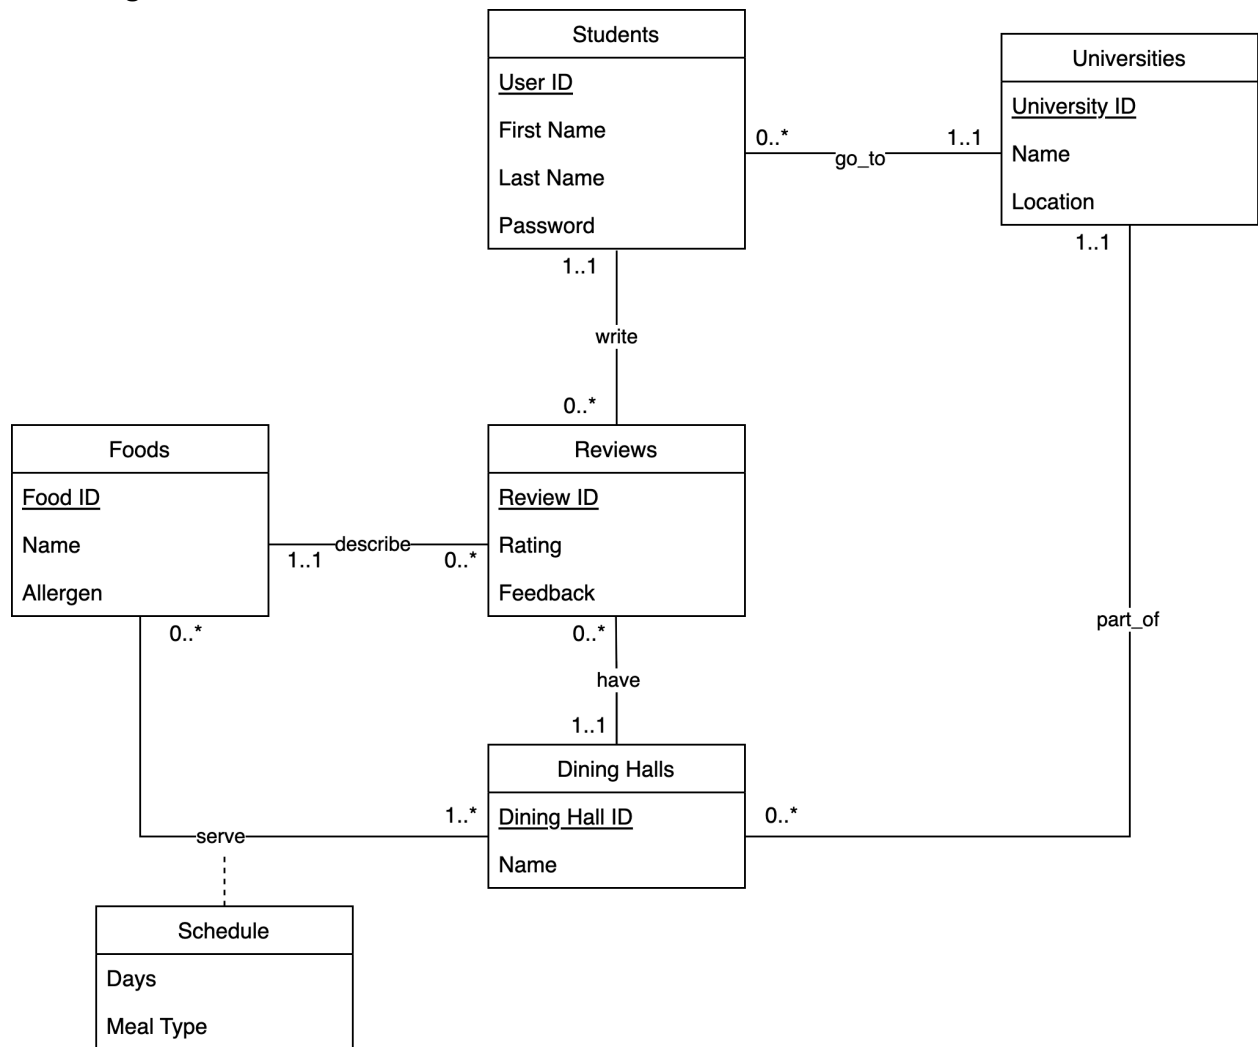 Students
User ID
First Name
Last Name
Password
Universities
University ID
Name
Location
0..*
go_to
1..1
1..1
write
0..*
1..1
Foods
Food ID
Name
Allergen
1..1
describe
0..*
Reviews
Review ID
Rating
Feedback
0..*
0..*
have
1..1
part_of
Dining Halls
Dining Hall ID
Name
1..*
0..*
serve
Schedule
Days
Meal Type